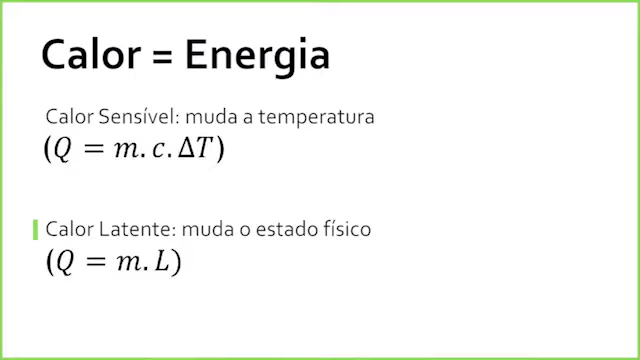 Calor = Energia
Calor Sensível: muda a temperatura
(Q = m. c. ΔT)
Calor Latente: muda o estado físico
(Q = m. L)